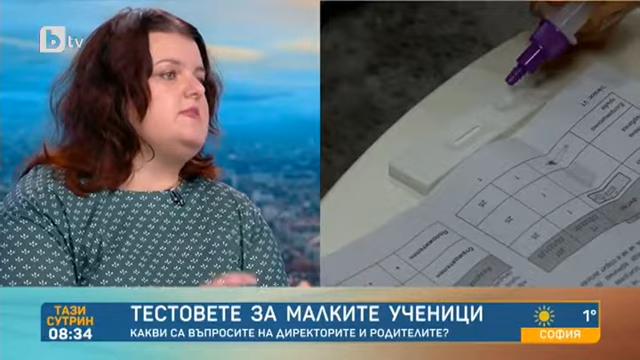 btv
ТАЗИ
СУТРИН
08:34
ТЕСТОВЕТЕ ЗА МАЛКИТЕ УЧЕНИЦИ
КАКВИ СА ВЪПРОСИТЕ НА ДИРЕКТОРИТЕ И РОДИТЕЛИТЕ?
1°
СОФИЯ